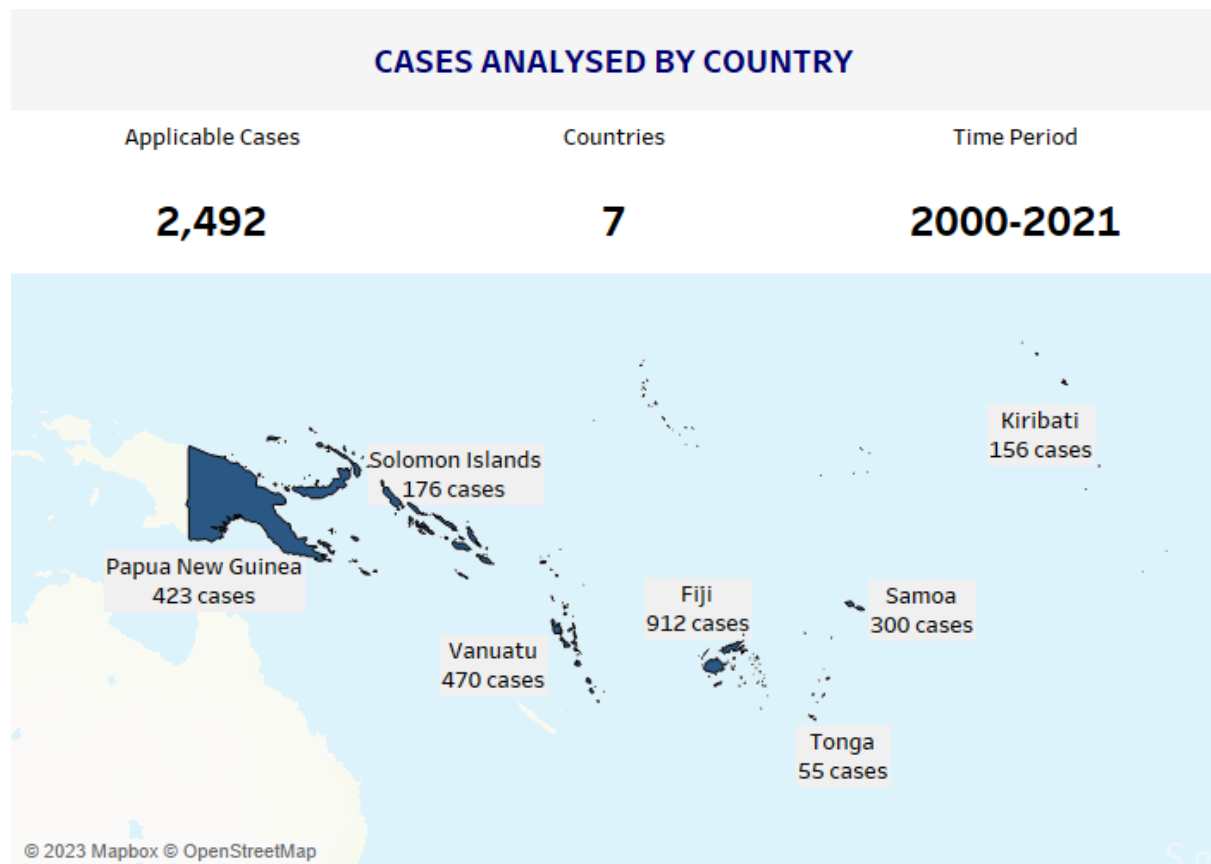 CASES ANALYSED BY COUNTRY
Applicable Cases
Countries
Time Period
2,492
7
2000-2021
Kiribati
156 cases
Solomon Islands
176 cases
Papua New Guinea
423 cases
Fiji
912 cases
Samoa
300 cases
Vanuatu
470 cases
Tonga
55 cases
© 2023 Mapbox © OpenStreetMap